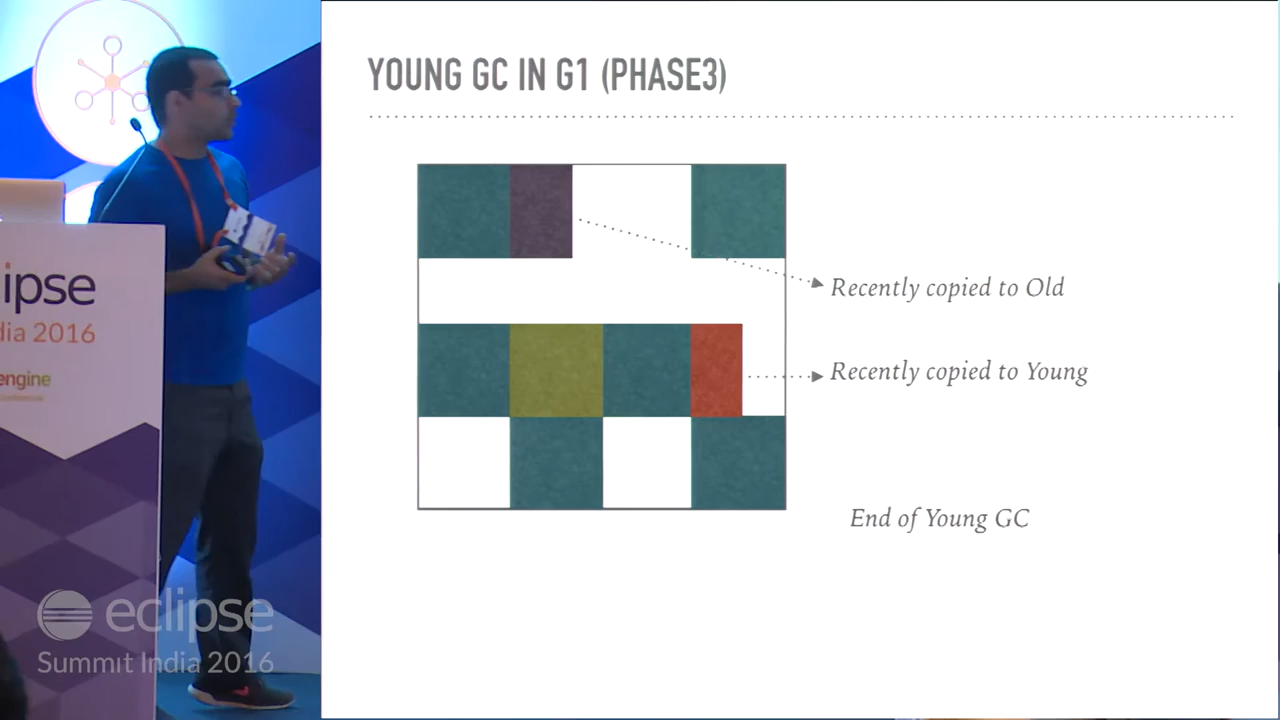 YOUNG GC IN G1 (PHASE3)
Recently copied to Old
Recently copied to Young
End of Young GC
ipse
dia 2016
engine
eclipse
Summit India 2016